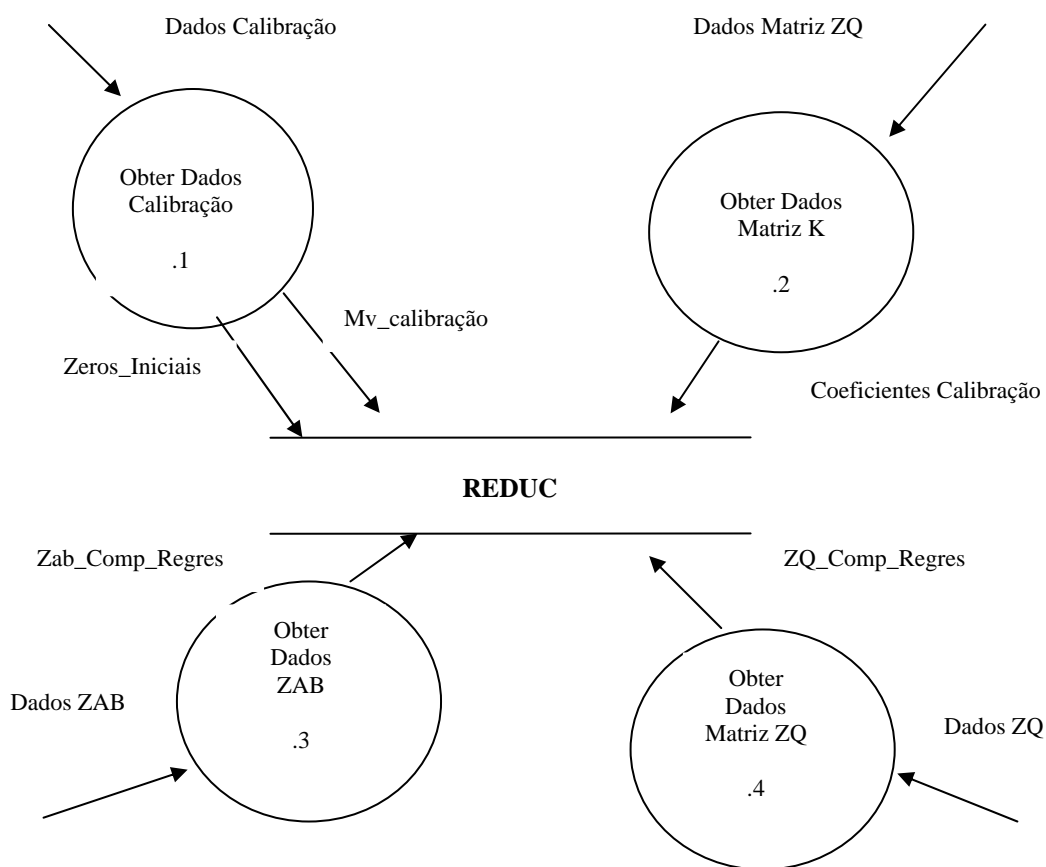 Dados Calibração
Dados Matriz ZQ
Obter Dados
Calibração
.1
Obter Dados
Matriz K
.2
Mv_calibração
Zeros_Iniciais
Coeficientes Calibração
REDUC
Zab_Comp_Regres
ZQ_Comp_Regres
Obter
Dados
ZAB
.3
Dados ZAB
Obter
Dados
Matriz ZQ
.4
Dados ZQ